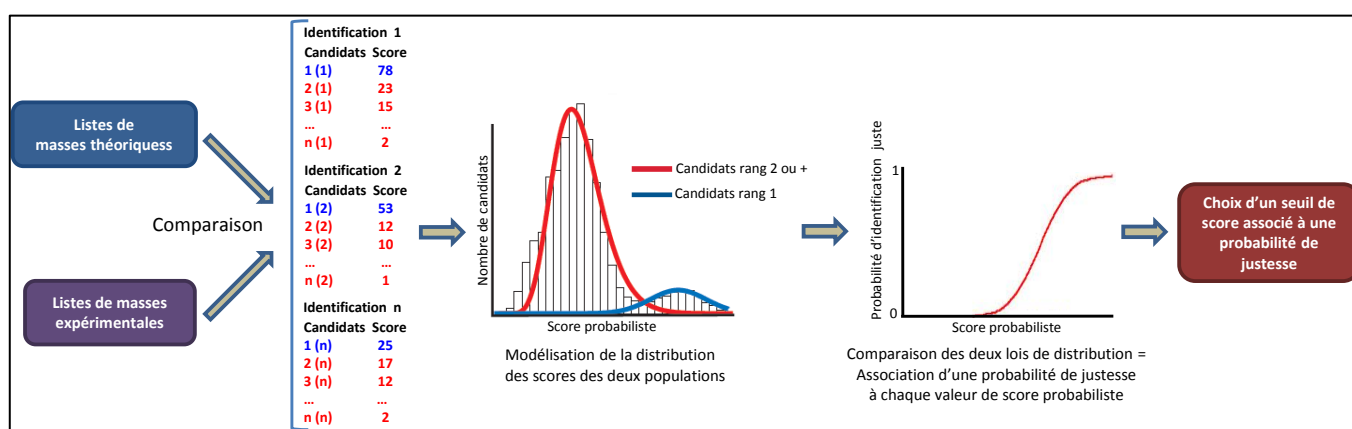 Listes de
masses théoriquess
Comparaison
Listes de masses
expérimentales
Identification 1
Candidats Score
1 (1) 78
2 (1) 23
3 (1) 15
... ...
n (1) 2
Identification 2
Candidats Score
1 (2) 53
2 (2) 12
3 (2) 10
... ...
n (2) 1
Identification n
Candidats Score
1 (n) 25
2 (n) 17
3 (n) 12
... ...
n (n) 2
Nombre de candidats
Candidats rang 2 ou +
Candidats rang 1
Score probabiliste
Modélisation de la distribution
des scores des deux populations
Probabilité d'identification juste
1
0
Score probabiliste
Comparaison des deux lois de distribution =
Association d'une probabilité de justesse
à chaque valeur de score probabiliste
Choix d'un seuil de
score associé à une
probabilité de
justesse